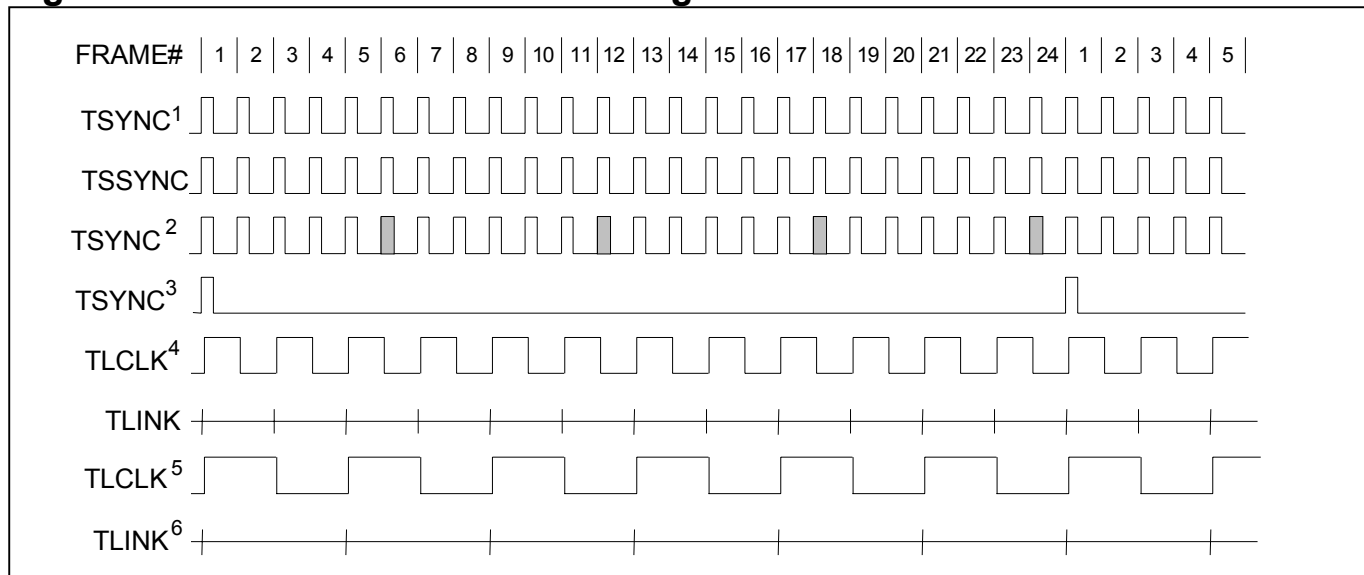 FRAME# 1 2 3 4 5 6 7 8 9 10 11 12 13 14 15 16 17 18 19 20 21 22 23 24 1 2 3 4 5
TSYNC1
TSSYNC
TSYNC2
TSYNC3
TLCLK4
TLINK
TLCLK5
TLINK6